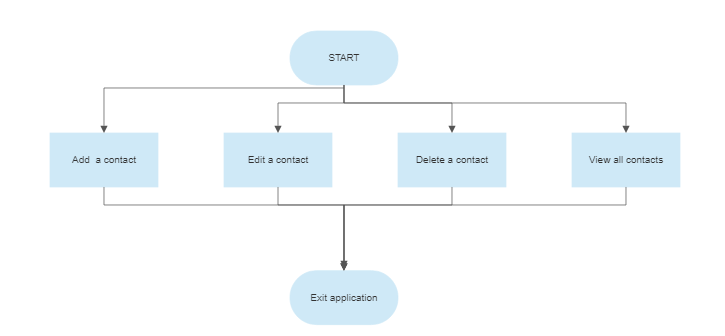 START
Add a contact
Edit a contact
Delete a contact
View all contacts
Exit application